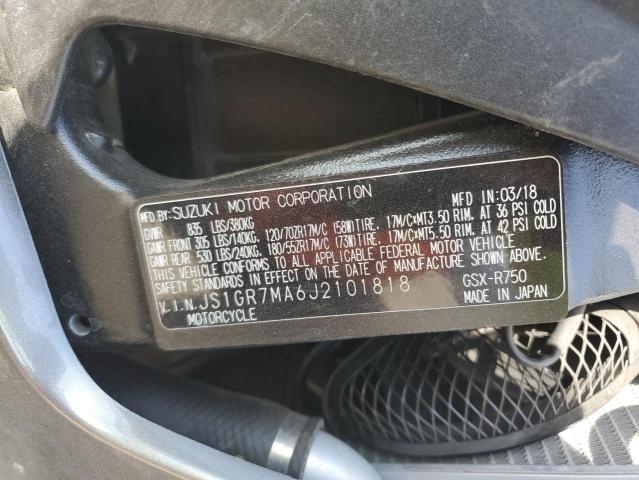 MFD.BY:SUZUKI MOTOR CORPORATION MFD IN:03/18
GVWR 835 LBS/380KG
GAWR FRONT 305 LBS/140KG, 120/70ZR17M/C (58W)TIRE, 17M/C×MT3.50 RIM, AT 36 PSI COLD
GAWR REAR 530 LBS/240KG, 180/55ZR17M/C (73W)TIRE, 17M/C×MT5.50 RIM, AT 42 PSI COLD
THIS VEHICLE CONFORMS TO ALL APPLICABLE FEDERAL MOTOR VEHICLE
SAFETY STANDARDS IN EFFECT ON THE DATE OF MANUFACTURE SHOWN ABOVE.
V.I.N.JS1GR7MA6J2101818 GSX-R750
MOTORCYCLE MADE IN JAPAN